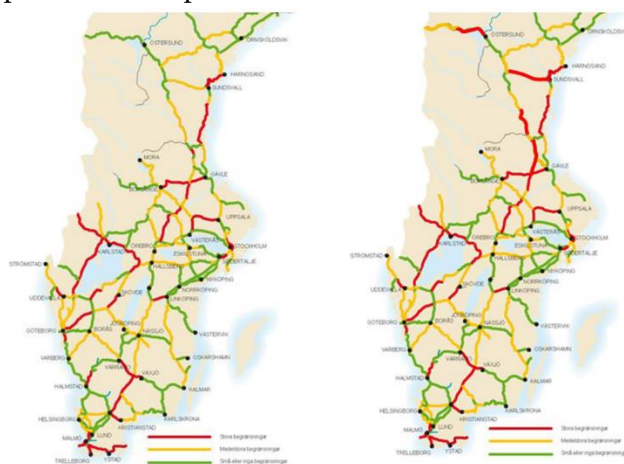 ÖSTERSUND
ÖRNSKÖLDSVIK
HÄRNÖSAND
SUNDSVALL
MORA
GÄVLE
UPPSALA
VÄSTERÅS
KARLSTAD
ÖREBRO
STOCKHOLM
ESKILSTUNA
SÖDERTÄLJE
STRÖMSTAD
HALLSBERG
NYKÖPING
NORRKÖPING
UDDEVALLA
SKÖVDE
LINKÖPING
GÖTEBORG
BORÅS
JÖNKÖPING
NÄSSJÖ
VÄSTERVIK
VARBERG
OSKARSHAMN
VÄRNAMO
VÄXJÖ
HALMSTAD
KALMAR
HELSINGBORG
KARLSKRONA
KRISTIANSTAD
LUND
MALMÖ
TRELLEBORG
YSTAD
Stora begränsningar
Medelstora begränsningar
Små eller inga begränsningar
ÖSTERSUND
ÖRNSKÖLDSVIK
HÄRNÖSAND
SUNDSVALL
MORA
GÄVLE
UPPSALA
VÄSTERÅS
KARLSTAD
ÖREBRO
STOCKHOLM
ESKILSTUNA
SÖDERTÄLJE
STRÖMSTAD
HALLSBERG
NYKÖPING
NORRKÖPING
UDDEVALLA
SKÖVDE
LINKÖPING
GÖTEBORG
BORÅS
JÖNKÖPING
NÄSSJÖ
VÄSTERVIK
VARBERG
OSKARSHAMN
VÄRNAMO
VÄXJÖ
HALMSTAD
KALMAR
HELSINGBORG
KARLSKRONA
KRISTIANSTAD
LUND
MALMÖ
TRELLEBORG
YSTAD
Stora begränsningar
Medelstora begränsningar
Små eller inga begränsningar